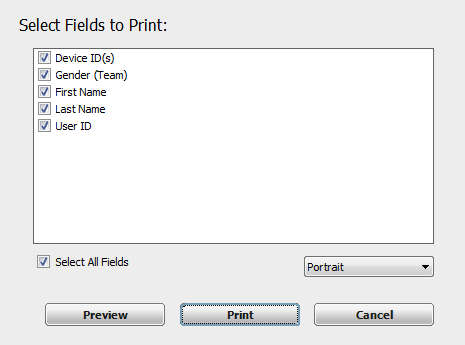 Select Fields to Print:
Device ID(s)
Gender (Team)
First Name
Last Name
User ID
Select All Fields
Portrait
Preview
Print
Cancel